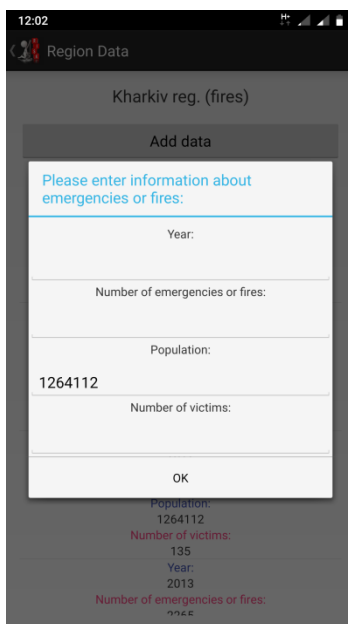 12:02
H+
Region Data
Kharkiv reg. (fires)
Add data
Please enter information about
emergencies or fires:
Year:
Number of emergencies or fires:
Population:
1264112
Number of victims:
OK
Population:
1264112
Number of victims:
135
Year:
2013
Number of emergencies or fires:
2265